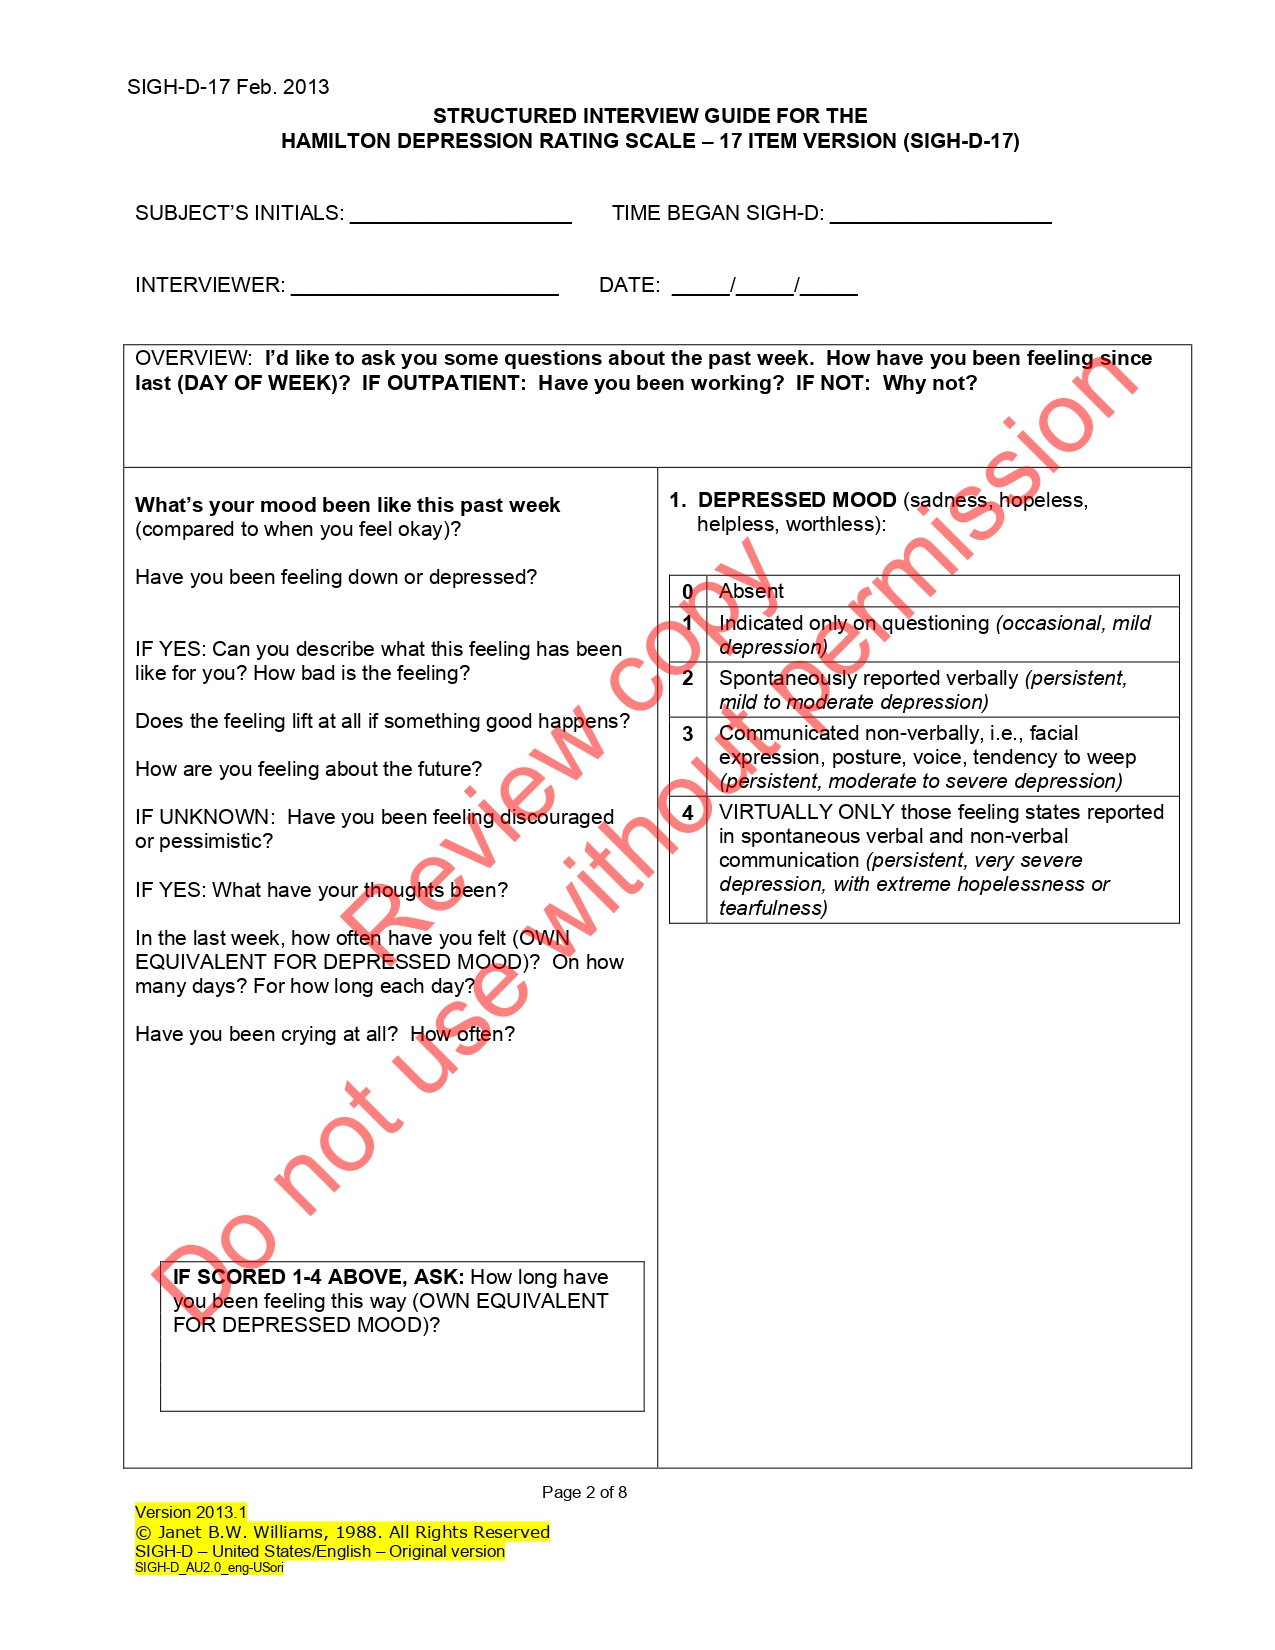 SIGH-D-17 Feb. 2013
STRUCTURED INTERVIEW GUIDE FOR THE
HAMILTON DEPRESSION RATING SCALE – 17 ITEM VERSION (SIGH-D-17)
SUBJECT’S INITIALS: ___________________ TIME BEGAN SIGH-D: ___________________
INTERVIEWER: _______________________ DATE: _____/_____/_____
OVERVIEW: I’d like to ask you some questions about the past week. How have you been feeling since
last (DAY OF WEEK)? IF OUTPATIENT: Have you been working? IF NOT: Why not?
What’s your mood been like this past week
(compared to when you feel okay)?
Have you been feeling down or depressed?
IF YES: Can you describe what this feeling has been
like for you? How bad is the feeling?
Does the feeling lift at all if something good happens?
How are you feeling about the future?
IF UNKNOWN: Have you been feeling discouraged
or pessimistic?
IF YES: What have your thoughts been?
In the last week, how often have you felt (OWN
EQUIVALENT FOR DEPRESSED MOOD)? On how
many days? For how long each day?
Have you been crying at all? How often?
IF SCORED 1-4 ABOVE, ASK: How long have
you been feeling this way (OWN EQUIVALENT
FOR DEPRESSED MOOD)?
1. DEPRESSED MOOD (sadness, hopeless,
helpless, worthless):
0 Absent
1 Indicated only on questioning (occasional, mild
depression)
2 Spontaneously reported verbally (persistent,
mild to moderate depression)
3 Communicated non-verbally, i.e., facial
expression, posture, voice, tendency to weep
(persistent, moderate to severe depression)
4 VIRTUALLY ONLY those feeling states reported
in spontaneous verbal and non-verbal
communication (persistent, very severe
depression, with extreme hopelessness or
tearfulness)
Review copy
Do not use without permission
Page 2 of 8
Version 2013.1
© Janet B.W. Williams, 1988. All Rights Reserved
SIGH-D – United States/English – Original version
SIGH-D_AU2.0_eng-USori